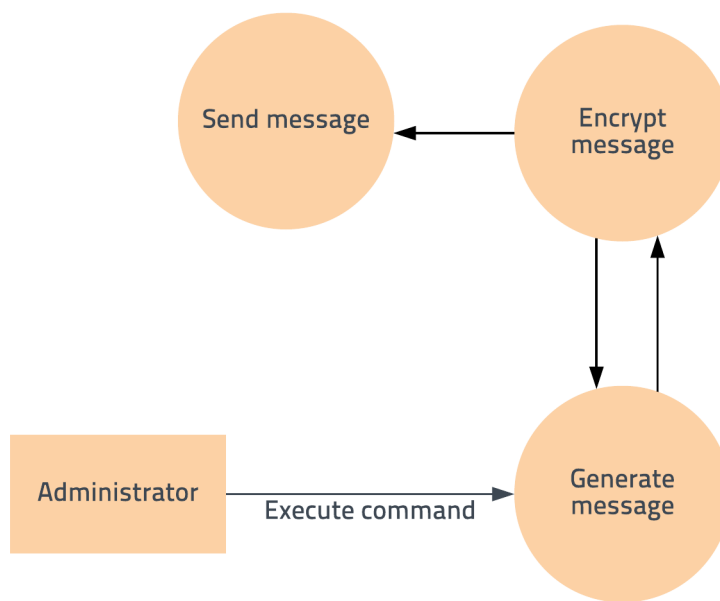 Send message
Encrypt
message
Administrator
Execute command
Generate
message